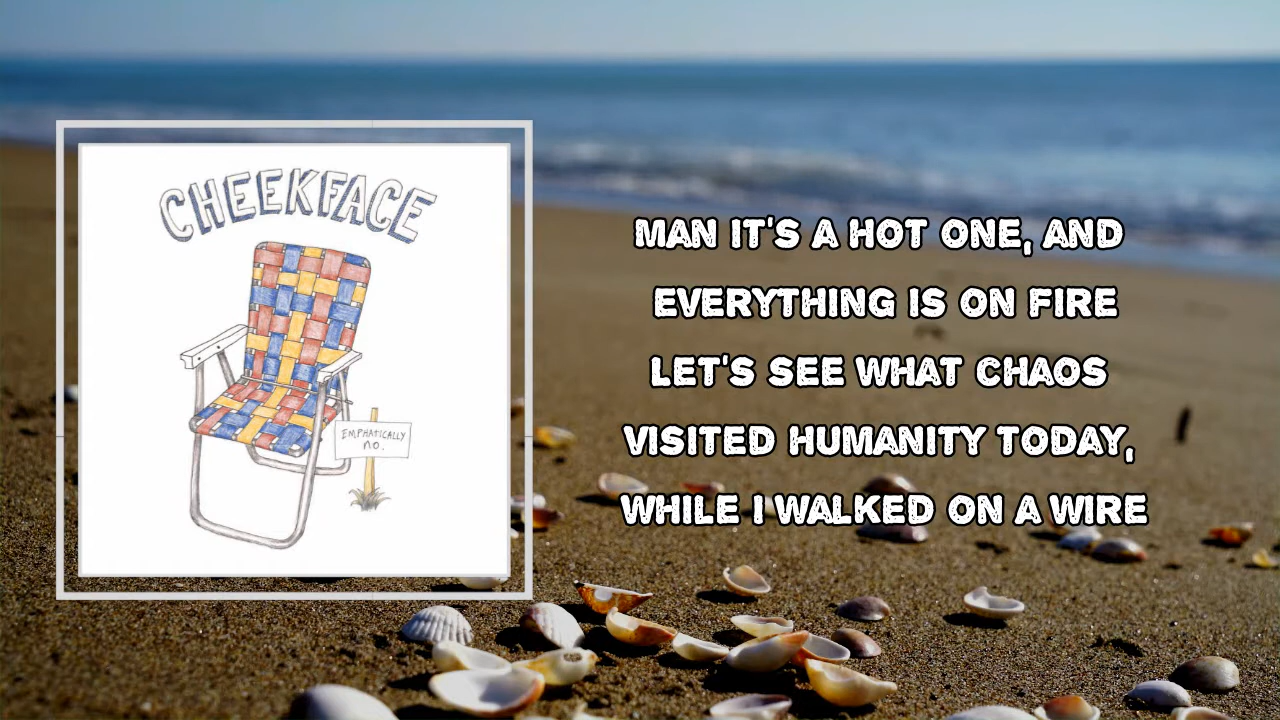 CHEEKFACE
EMPHATICALLY
NO.
MAN IT'S A HOT ONE, AND
EVERYTHING IS ON FIRE
LET'S SEE WHAT CHAOS
VISITED HUMANITY TODAY,
WHILE I WALKED ON A WIRE